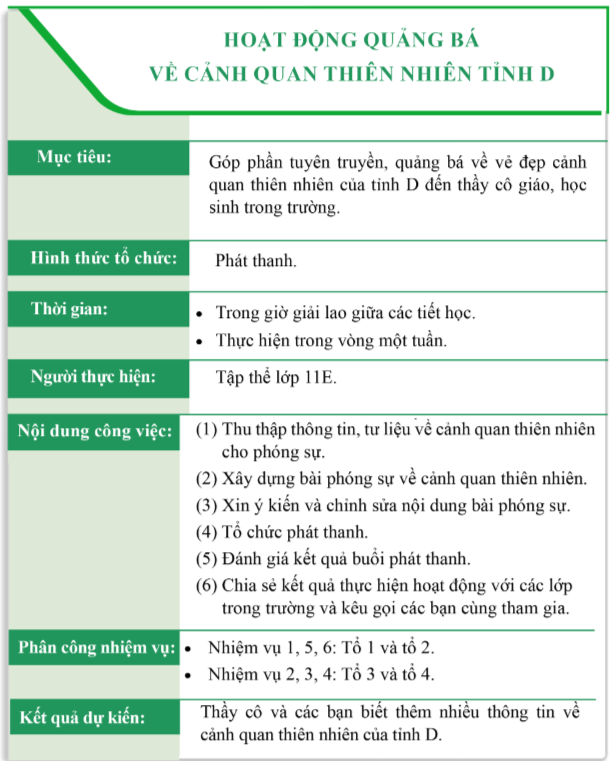 HOẠT ĐỘNG QUẢNG BÁ
VỀ CẢNH QUAN THIÊN NHIÊN TỈNH D
Mục tiêu:
Góp phần tuyên truyền, quảng bá về vẻ đẹp cảnh
quan thiên nhiên của tỉnh D đến thầy cô giáo, học
sinh trong trường.
Hình thức tổ chức:
Phát thanh.
Thời gian:
• Trong giờ giải lao giữa các tiết học.
• Thực hiện trong vòng một tuần.
Người thực hiện:
Tập thể lớp 11E.
Nội dung công việc:
(1) Thu thập thông tin, tư liệu về cảnh quan thiên nhiên
cho phóng sự.
(2) Xây dựng bài phóng sự về cảnh quan thiên nhiên.
(3) Xin ý kiến và chỉnh sửa nội dung bài phóng sự.
(4) Tổ chức phát thanh.
(5) Đánh giá kết quả buổi phát thanh.
(6) Chia sẻ kết quả thực hiện hoạt động với các lớp
trong trường và kêu gọi các bạn cùng tham gia.
Phân công nhiệm vụ:
• Nhiệm vụ 1, 5, 6: Tổ 1 và tổ 2.
• Nhiệm vụ 2, 3, 4: Tổ 3 và tổ 4.
Kết quả dự kiến:
Thầy cô và các bạn biết thêm nhiều thông tin về
cảnh quan thiên nhiên của tỉnh D.